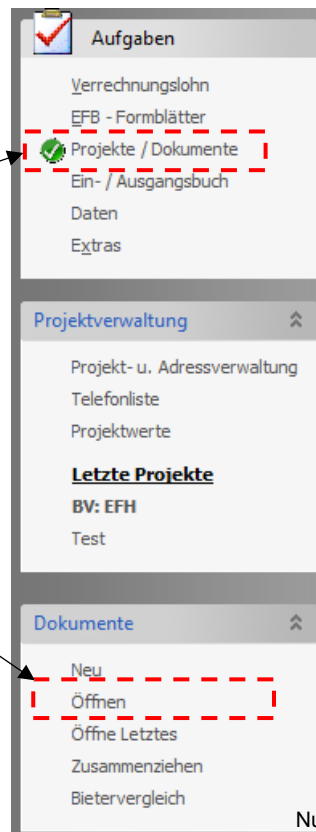 Aufgaben
Verrechnungslohn
EFB - Formblätter
Projekte / Dokumente
Ein- / Ausgangsbuch
Daten
Extras
Projektverwaltung
Projekt- u. Adressverwaltung
Telefonliste
Projektwerte
Letzte Projekte
BV: EFH
Test
Dokumente
Neu
Öffnen
Öffne Letztes
Zusammenziehen
Bietervergleich